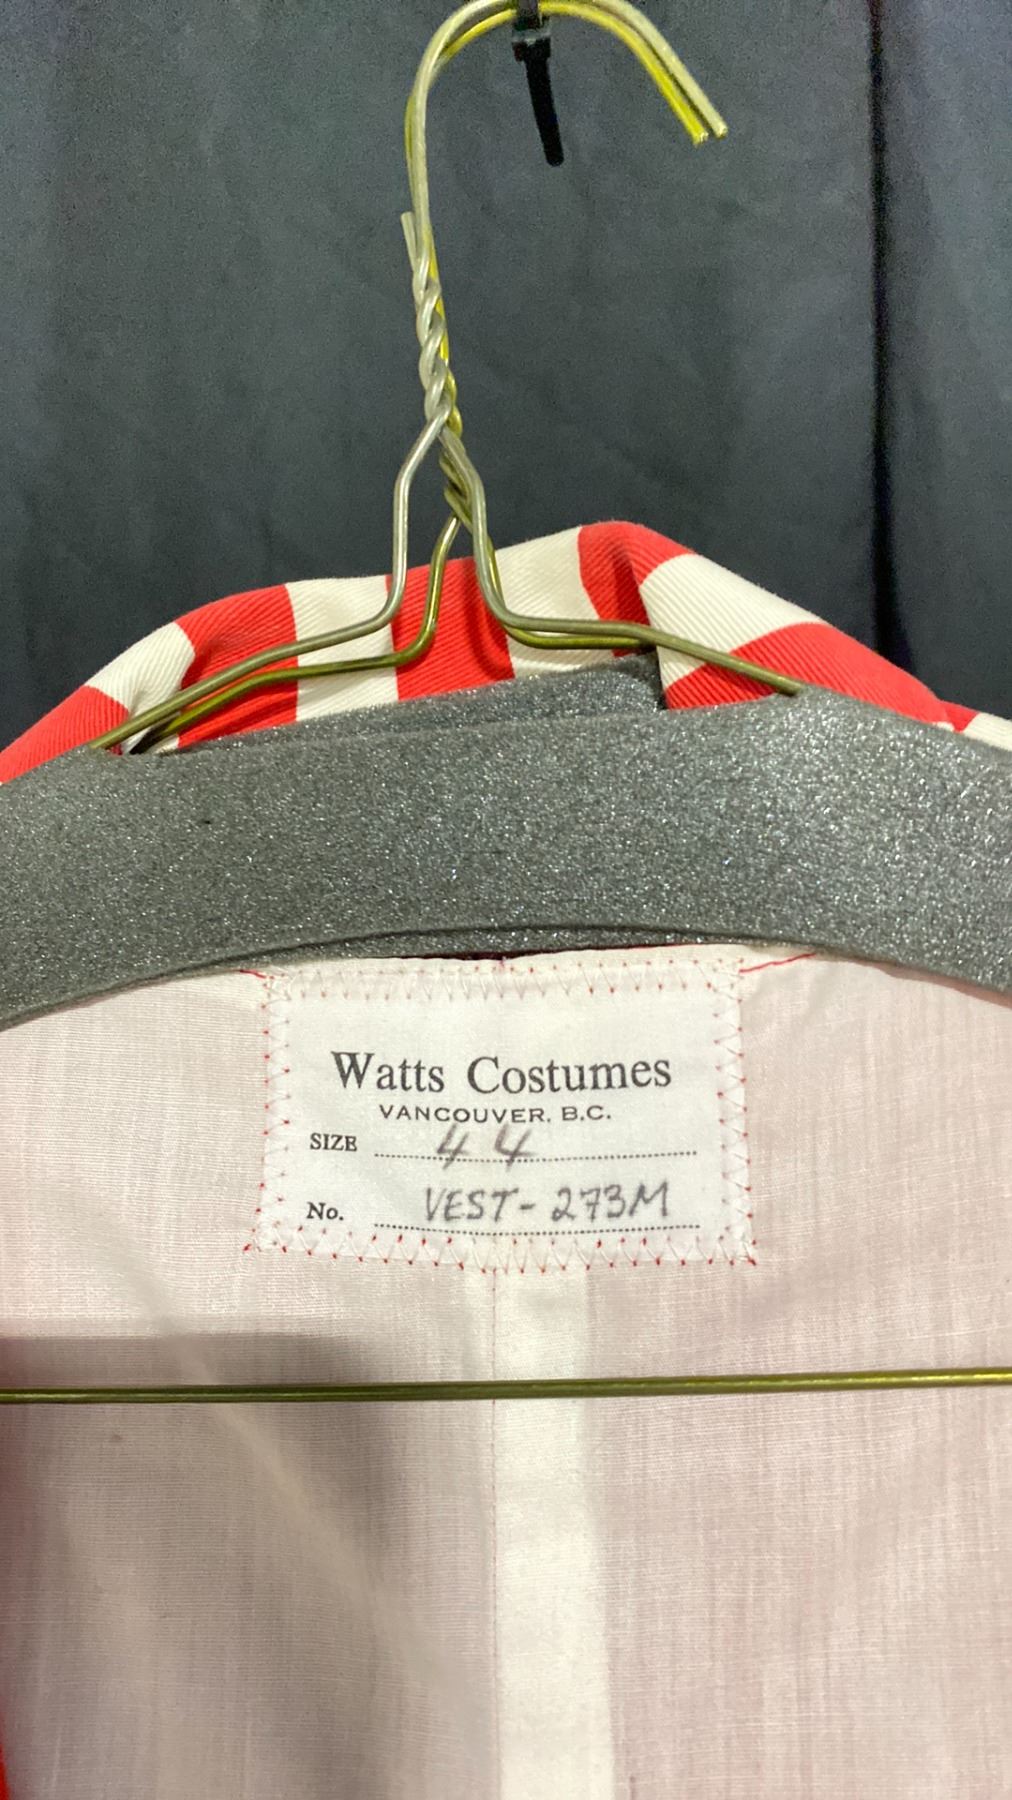 Watts Costumes
VANCOUVER. B.C.
SIZE 44
No. VEST-273M